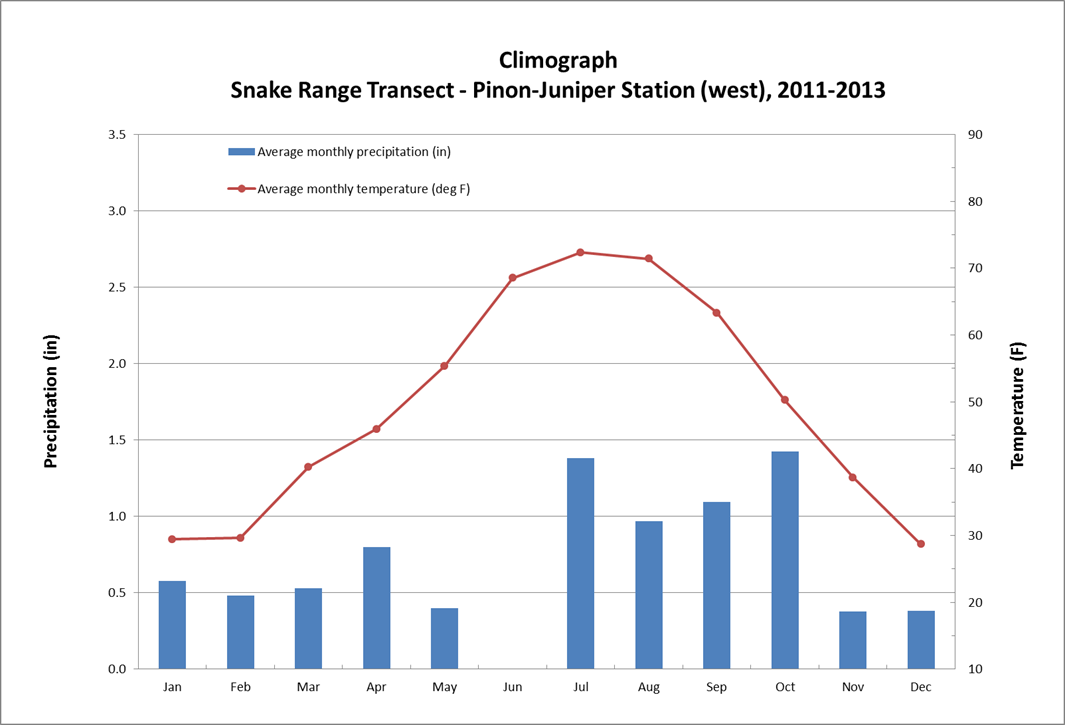 Climograph
Snake Range Transect - Pinon-Juniper Station (west), 2011-2013
3.5
3.0
2.5
2.0
1.5
1.0
0.5
0.0
Precipitation (in)
Average monthly precipitation (in)
Average monthly temperature (deg F)
90
80
70
60
50
40
30
20
10
Temperature (F)
Jan Feb Mar Apr May Jun Jul Aug Sep Oct Nov Dec